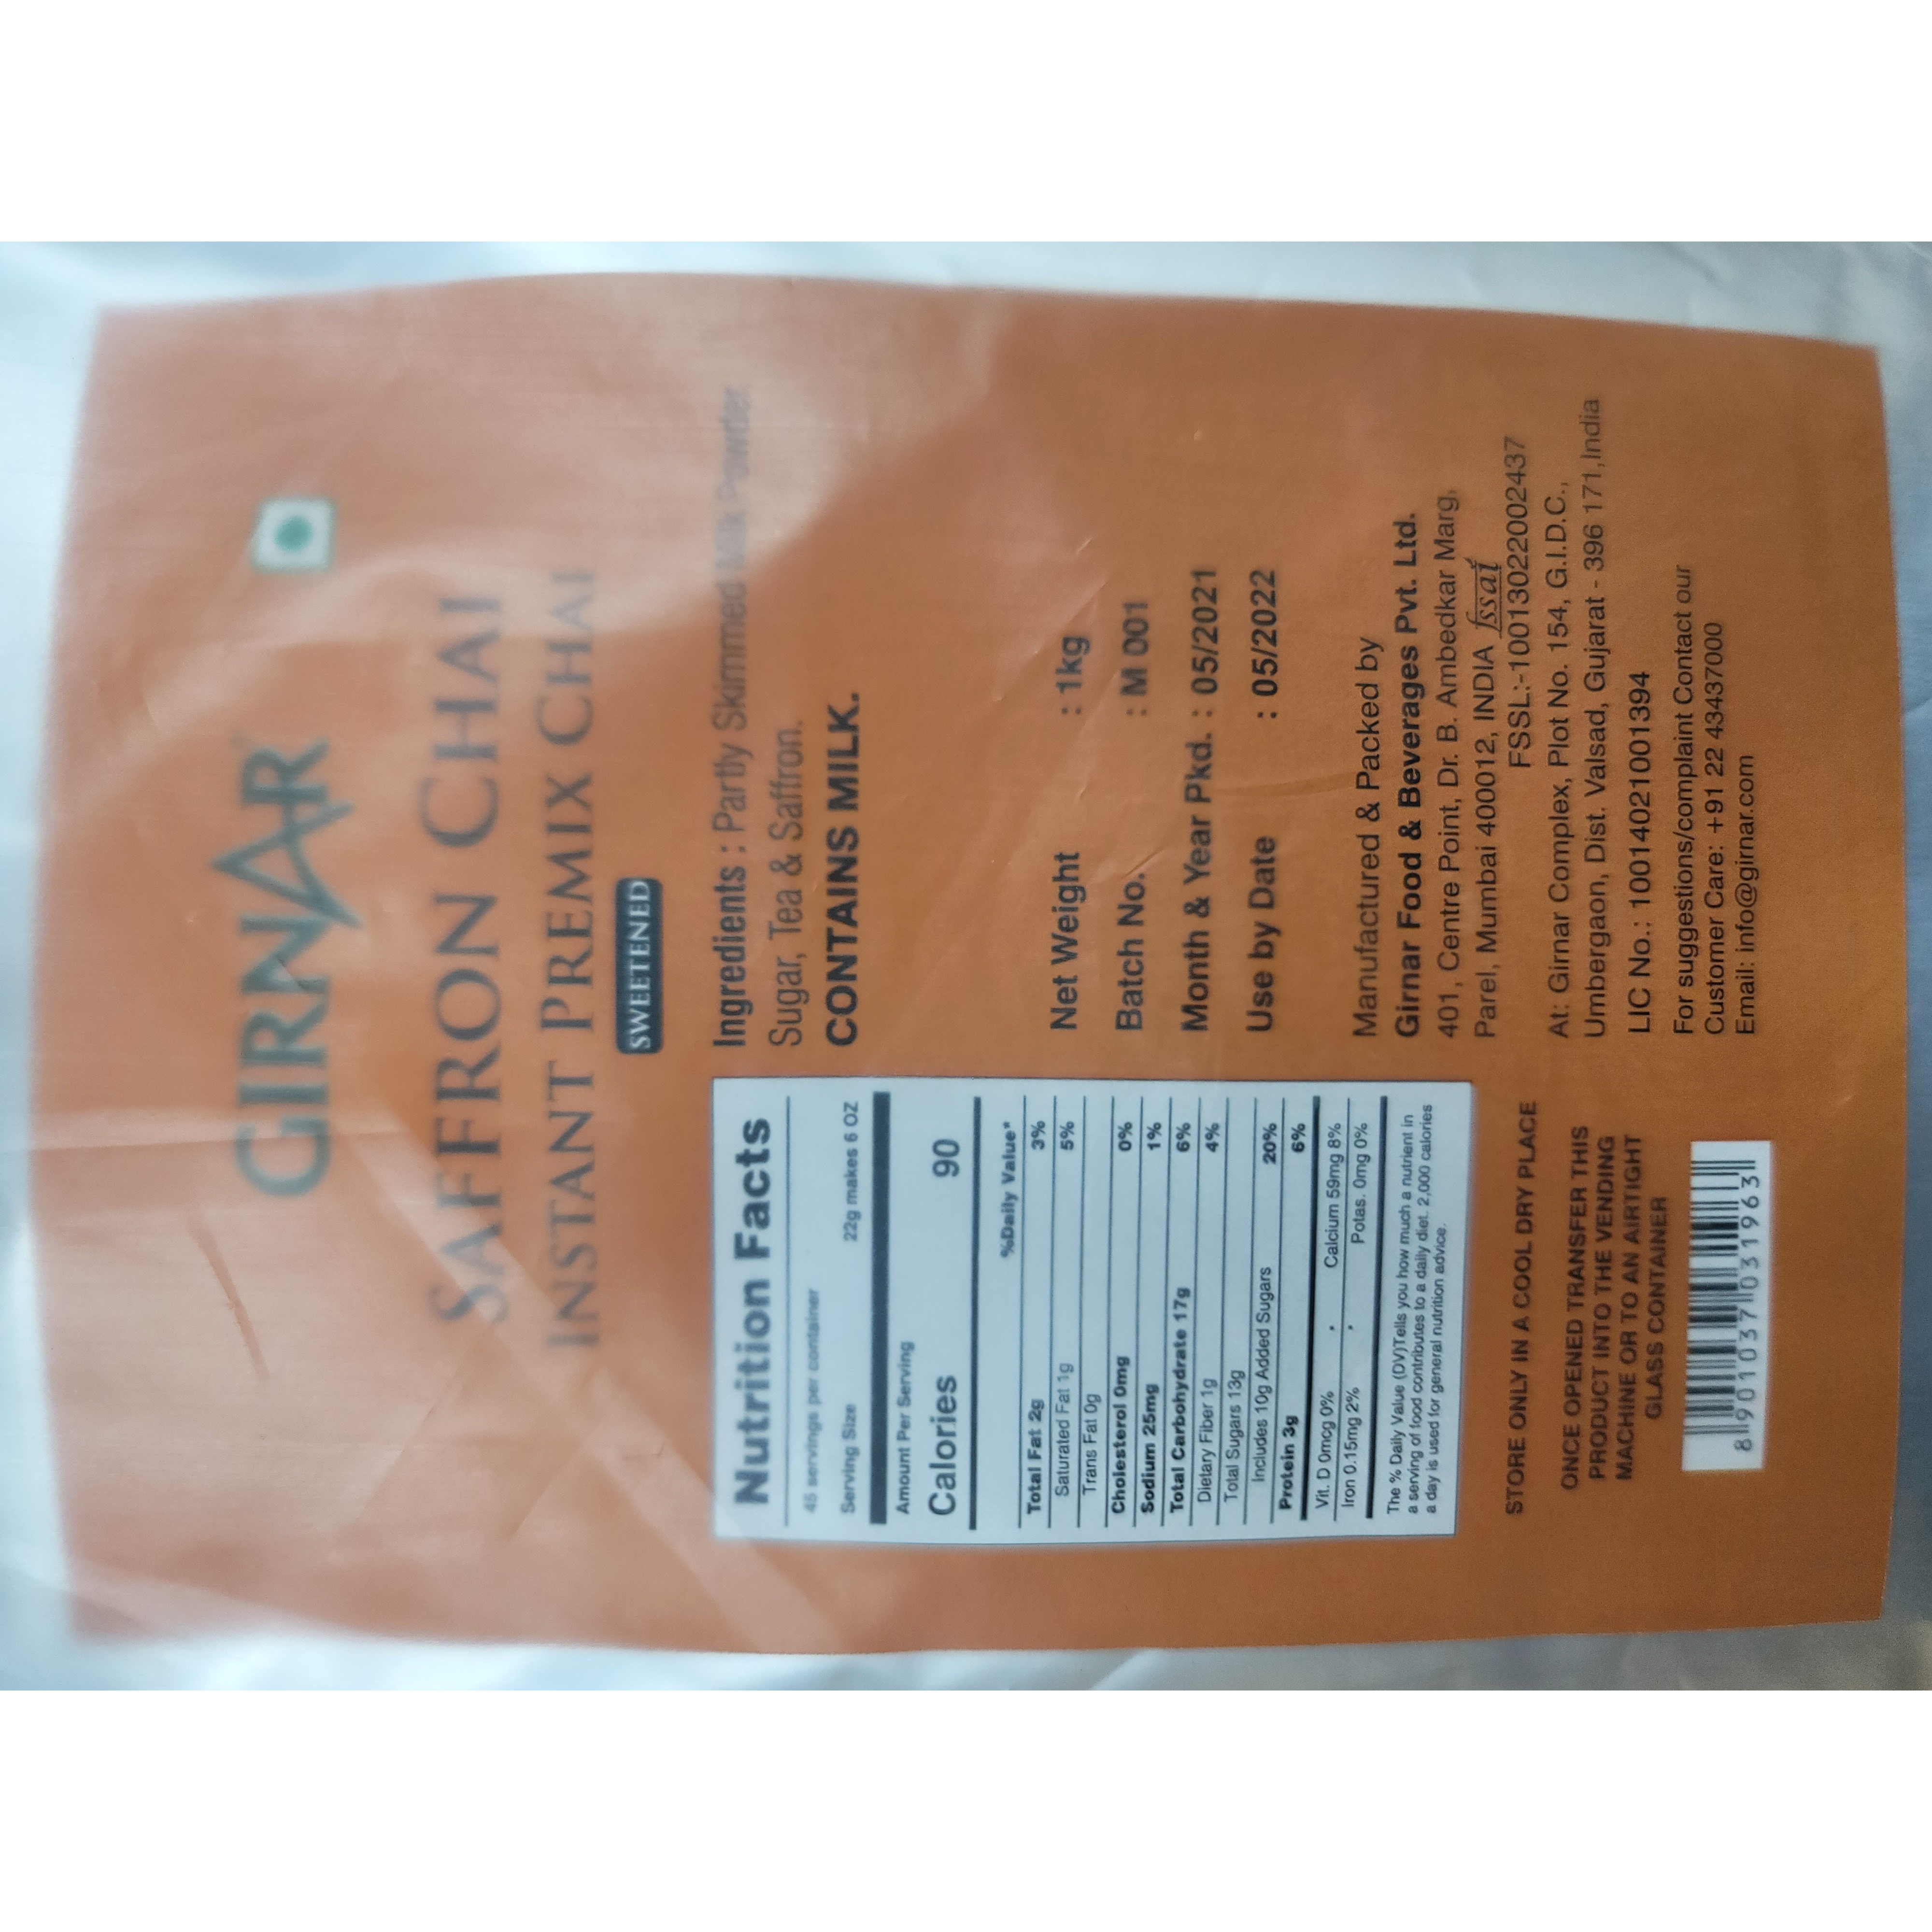 GIRNAR
SAFFRON CHAI
INSTANT PREMIX CHAI
SWEETENED
Nutrition Facts
45 servings per container
Serving Size 22g makes 6 OZ
Amount Per Serving
Calories 90
%Daily Value*
Total Fat 2g 3%
Saturated Fat 1g 5%
Trans Fat 0g
Cholesterol 0mg 0%
Sodium 25mg 1%
Total Carbohydrate 17g 6%
Dietary Fiber 1g 4%
Total Sugars 13g
Includes 10g Added Sugars 20%
Protein 3g 6%
Vit. D 0mcg 0% • Calcium 59mg 8%
Iron 0.15mg 2% • Potas. 0mg 0%
The % Daily Value (DV)Tells you how much a nutrient in
a serving of food contributes to a daily diet. 2,000 calories
a day is used for general nutrition advice.
STORE ONLY IN A COOL DRY PLACE
ONCE OPENED TRANSFER THIS
PRODUCT INTO THE VENDING
MACHINE OR TO AN AIRTIGHT
GLASS CONTAINER
8 901037 031963
Ingredients : Partly Skimmed Milk Powder
Sugar, Tea & Saffron.
CONTAINS MILK.
Net Weight : 1kg
Batch No. : M 001
Month & Year Pkd. : 05/2021
Use by Date : 05/2022
Manufactured & Packed by
Girnar Food & Beverages Pvt. Ltd.
401, Centre Point, Dr. B. Ambedkar Marg,
Parel, Mumbai 400012, INDIA fssai
FSSL:-10013022002437
At: Girnar Complex, Plot No. 154, G.I.D.C.,
Umbergaon, Dist. Valsad, Gujarat - 396 171,India
LIC No.: 10014021001394
For suggestions/complaint Contact our
Customer Care: +91 22 43437000
Email: info@girnar.com